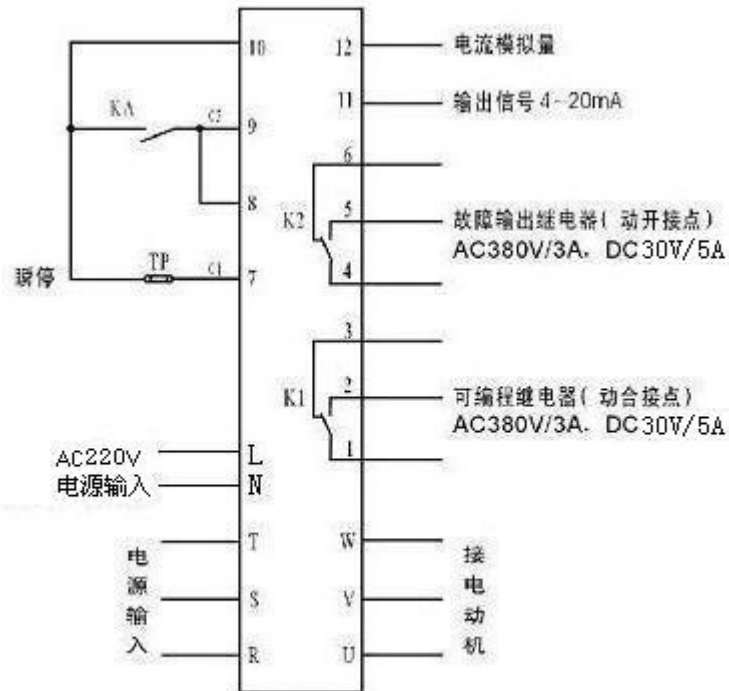 10
12
电流模拟量
KA
C2
9
11
输出信号4~20mA
8
6
K2
5
故障输出继电器( 动开接点)
AC380V/3A. DC30V/5A
瞬停
TP
C1
7
4
3
K1
2
可编程继电器( 动合接点)
AC380V/3A. DC30V/5A
1
AC220V
L
电源输入
N
T
W
S
V
R
U
电源输入
接电动机